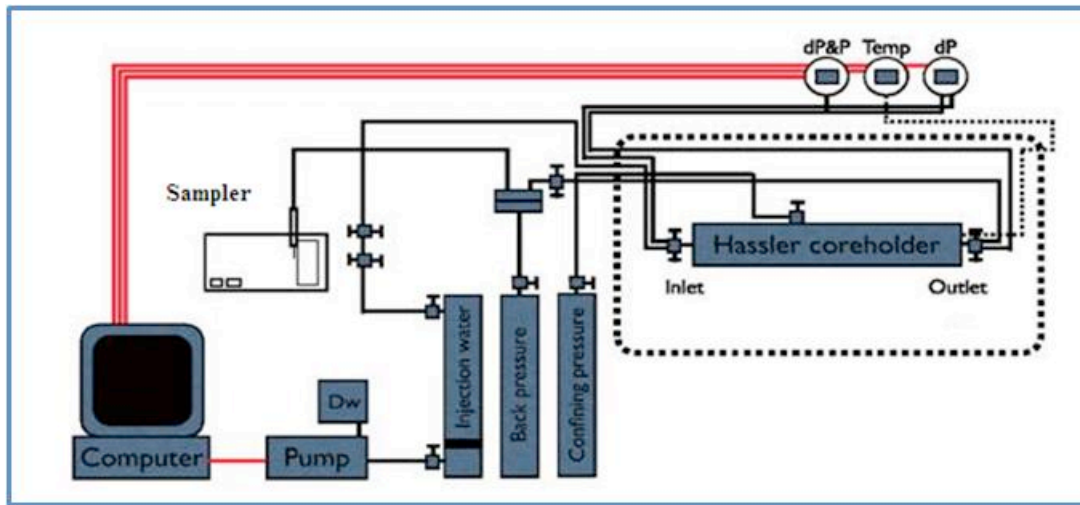 dP&P Temp dP
Sampler
Hassler coreholder
Inlet
Outlet
Injection water
Back pressure
Confining pressure
Dw
Computer
Pump